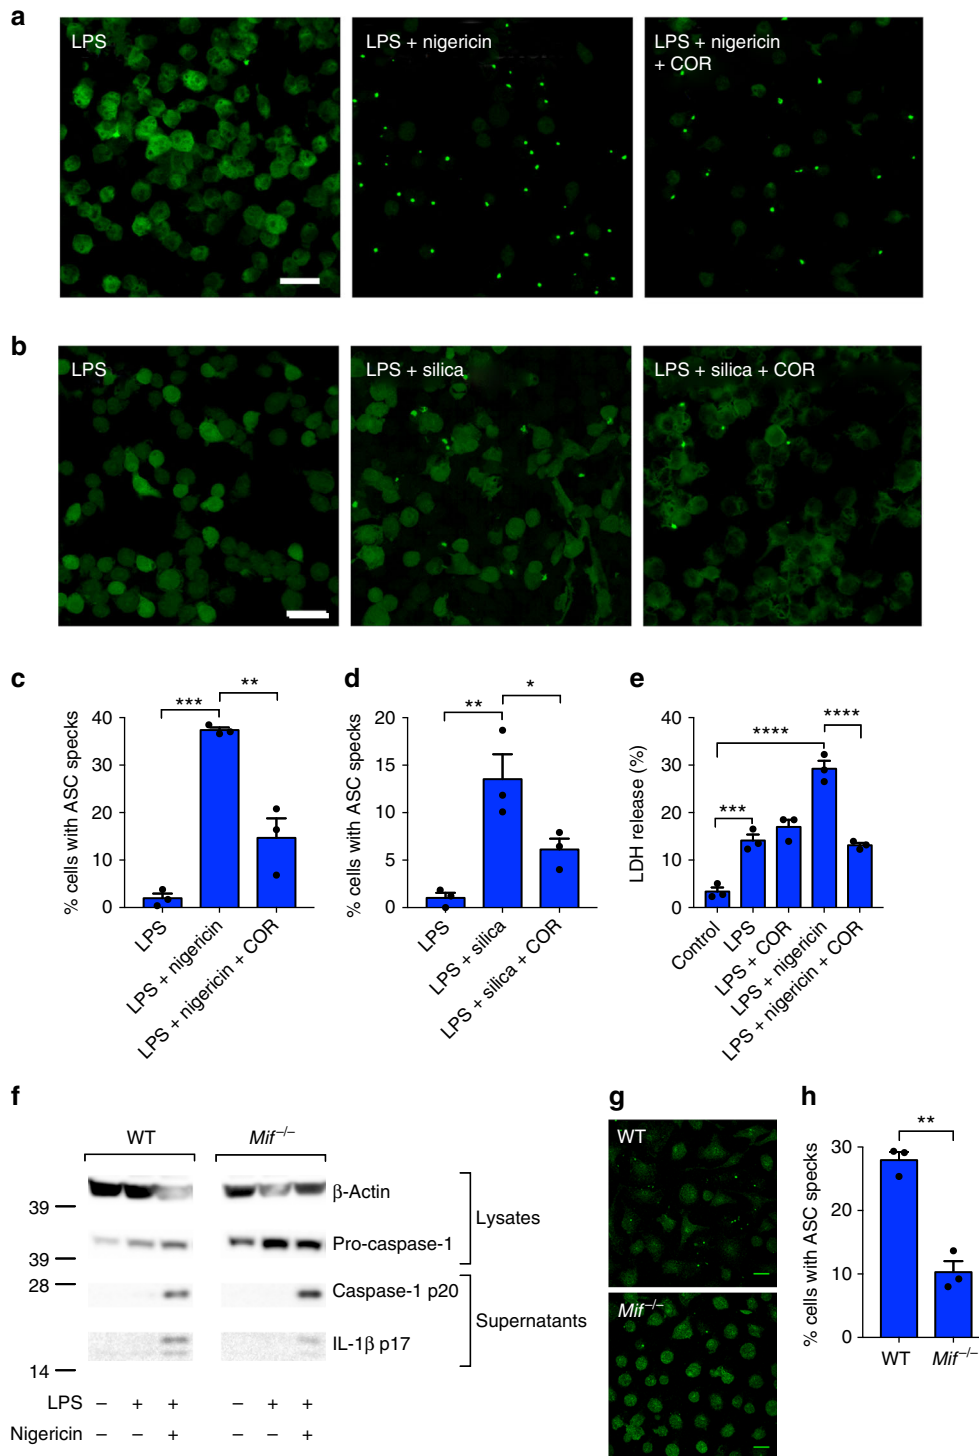 a
LPS
LPS + nigericin
LPS + nigericin
+ COR
b
LPS
LPS + silica
LPS + silica + COR
c
% cells with ASC specks
40
30
20
10
0
***
**
LPS
LPS + nigericin
LPS + nigericin + COR
d
% cells with ASC specks
20
15
10
5
0
**
*
LPS
LPS + silica
LPS + silica + COR
e
LDH release (%)
40
30
20
10
0
***
****
****
Control
LPS
LPS + COR
LPS + nigericin
LPS + nigericin + COR
f
WT
Mif−/−
39
β-Actin
39
Pro-caspase-1
Lysates
28
Caspase-1 p20
IL-1β p17
Supernatants
14
LPS − + + − + +
Nigericin − − + − − +
g
WT
Mif−/−
h
% cells with ASC specks
30
20
10
0
**
WT
Mif−/−